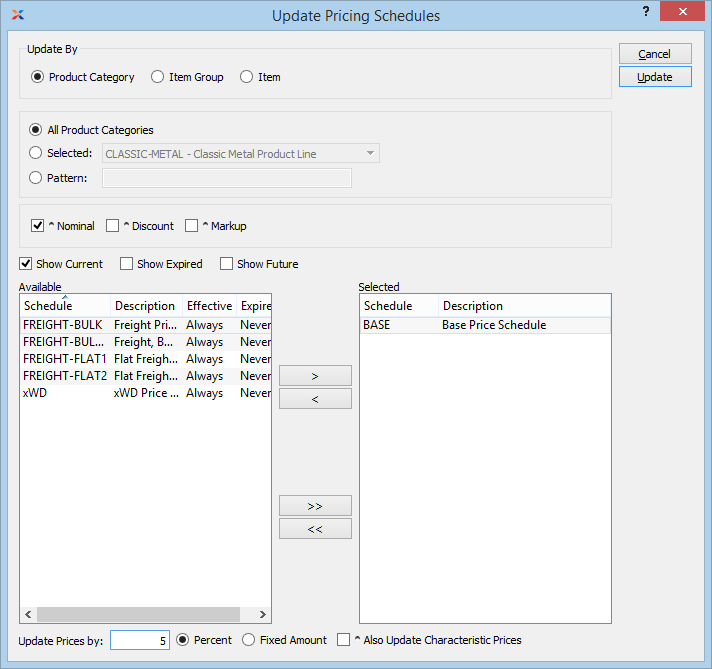 Update Pricing Schedules
?
Update By
Product Category Item Group Item
Cancel
Update
All Product Categories
Selected: CLASSIC-METAL - Classic Metal Product Line
Pattern:
^ Nominal ^ Discount ^ Markup
Show Current Show Expired Show Future
Available
Schedule Description Effective Expire
FREIGHT-BULK Freight Pri... Always Never
FREIGHT-BUL... Freight, B... Always Never
FREIGHT-FLAT1 Flat Freigh... Always Never
FREIGHT-FLAT2 Flat Freigh... Always Never
xWD xWD Price ... Always Never
>
<
>>
<<
Selected
Schedule Description
BASE Base Price Schedule
Update Prices by: 5 Percent Fixed Amount ^ Also Update Characteristic Prices